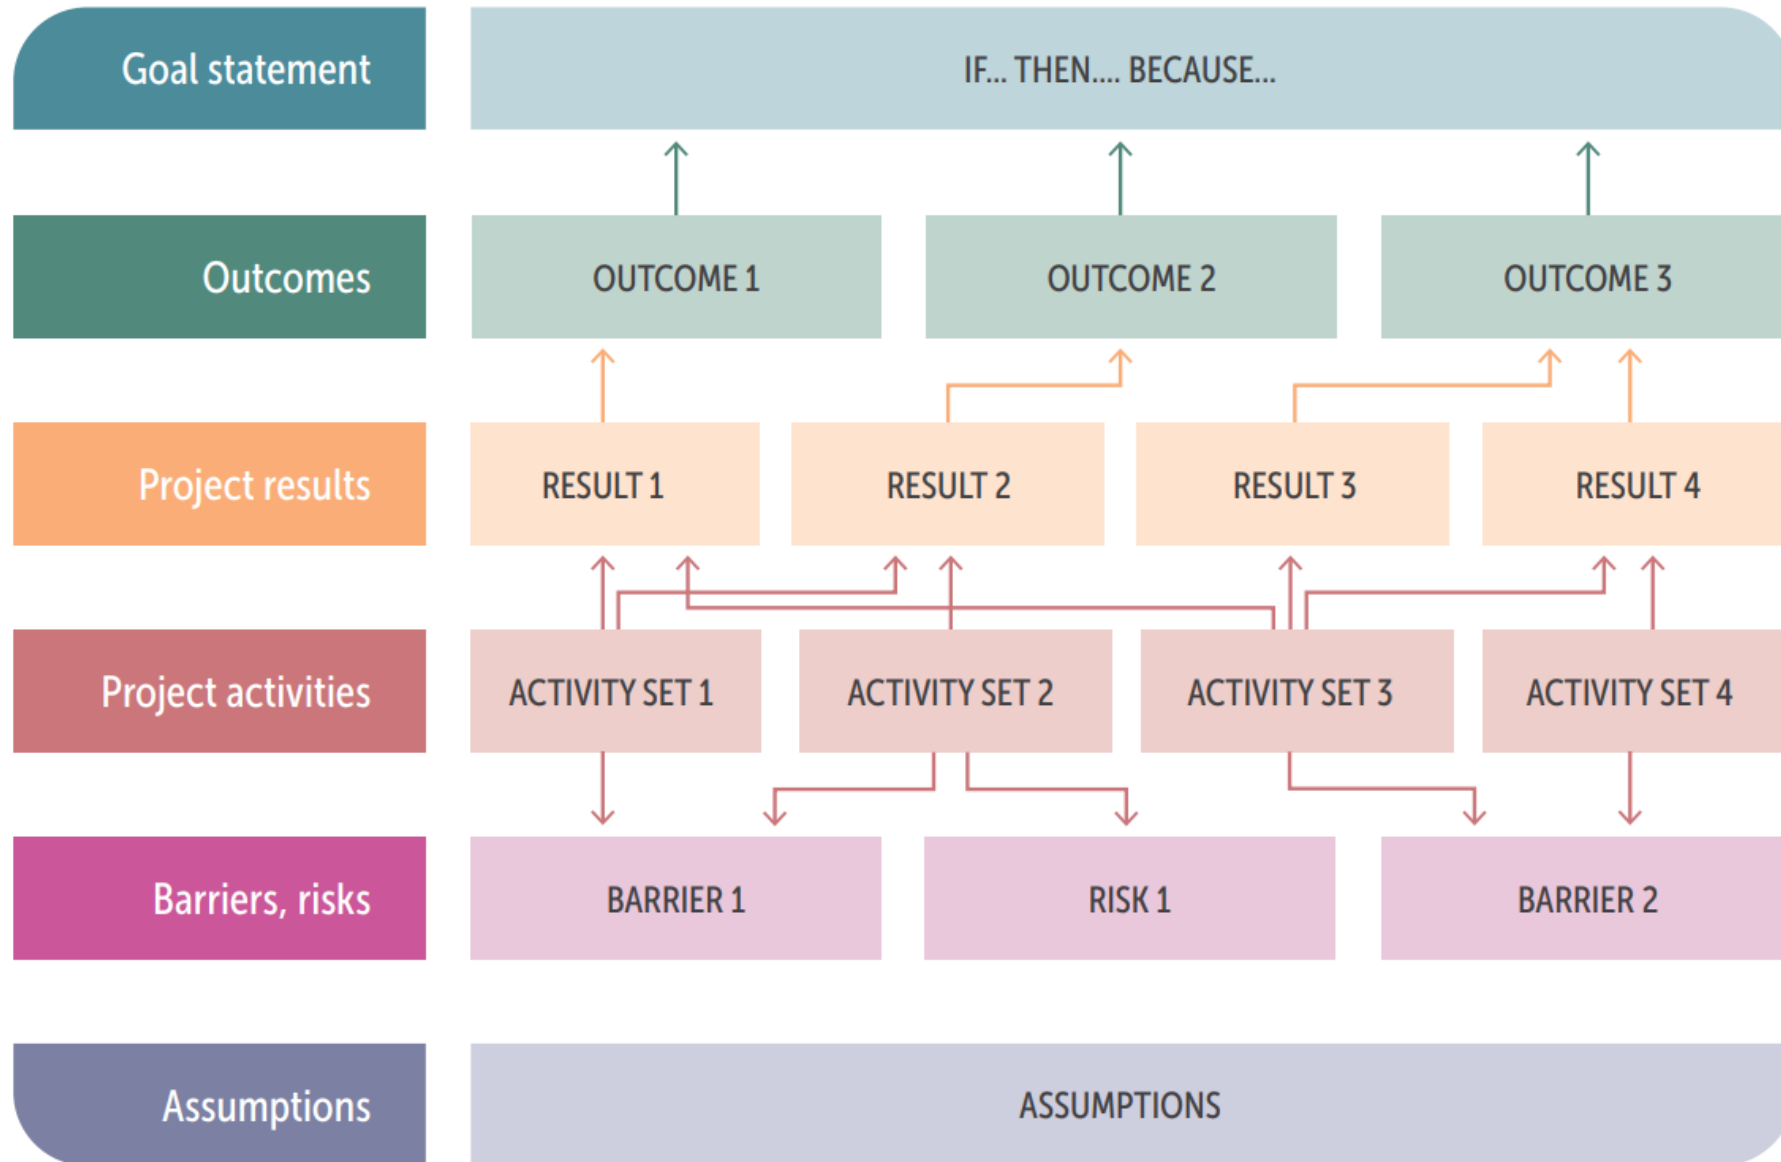 Goal statement
IF... THEN.... BECAUSE...
Outcomes
OUTCOME 1
OUTCOME 2
OUTCOME 3
Project results
RESULT 1
RESULT 2
RESULT 3
RESULT 4
Project activities
ACTIVITY SET 1
ACTIVITY SET 2
ACTIVITY SET 3
ACTIVITY SET 4
Barriers, risks
BARRIER 1
RISK 1
BARRIER 2
Assumptions
ASSUMPTIONS